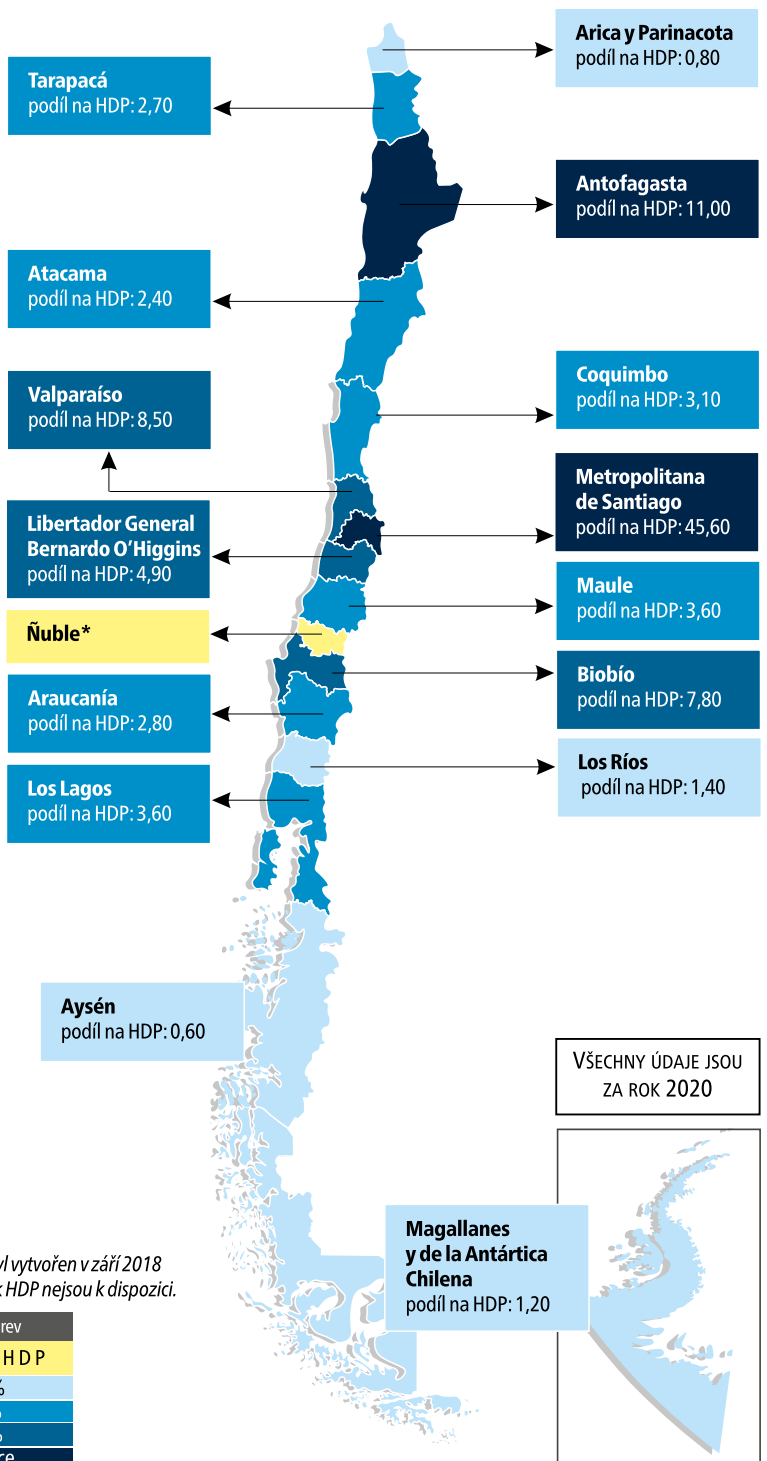 Arica y Parinacota
podíl na HDP: 0,80
Tarapacá
podíl na HDP: 2,70
Antofagasta
podíl na HDP: 11,00
Atacama
podíl na HDP: 2,40
Coquimbo
podíl na HDP: 3,10
Valparaíso
podíl na HDP: 8,50
Metropolitana
de Santiago
podíl na HDP: 45,60
Libertador General
Bernardo O’Higgins
podíl na HDP: 4,90
Maule
podíl na HDP: 3,60
Ñuble*
Biobío
podíl na HDP: 7,80
Araucanía
podíl na HDP: 2,80
Los Ríos
podíl na HDP: 1,40
Los Lagos
podíl na HDP: 3,60
Aysén
podíl na HDP: 0,60
VŠECHNY ÚDAJE JSOU
ZA ROK 2020
Magallanes
y de la Antártica
Chilena
podíl na HDP: 1,20
vytvořen v září 2018
HDP nejsou k dispozici.
HDP